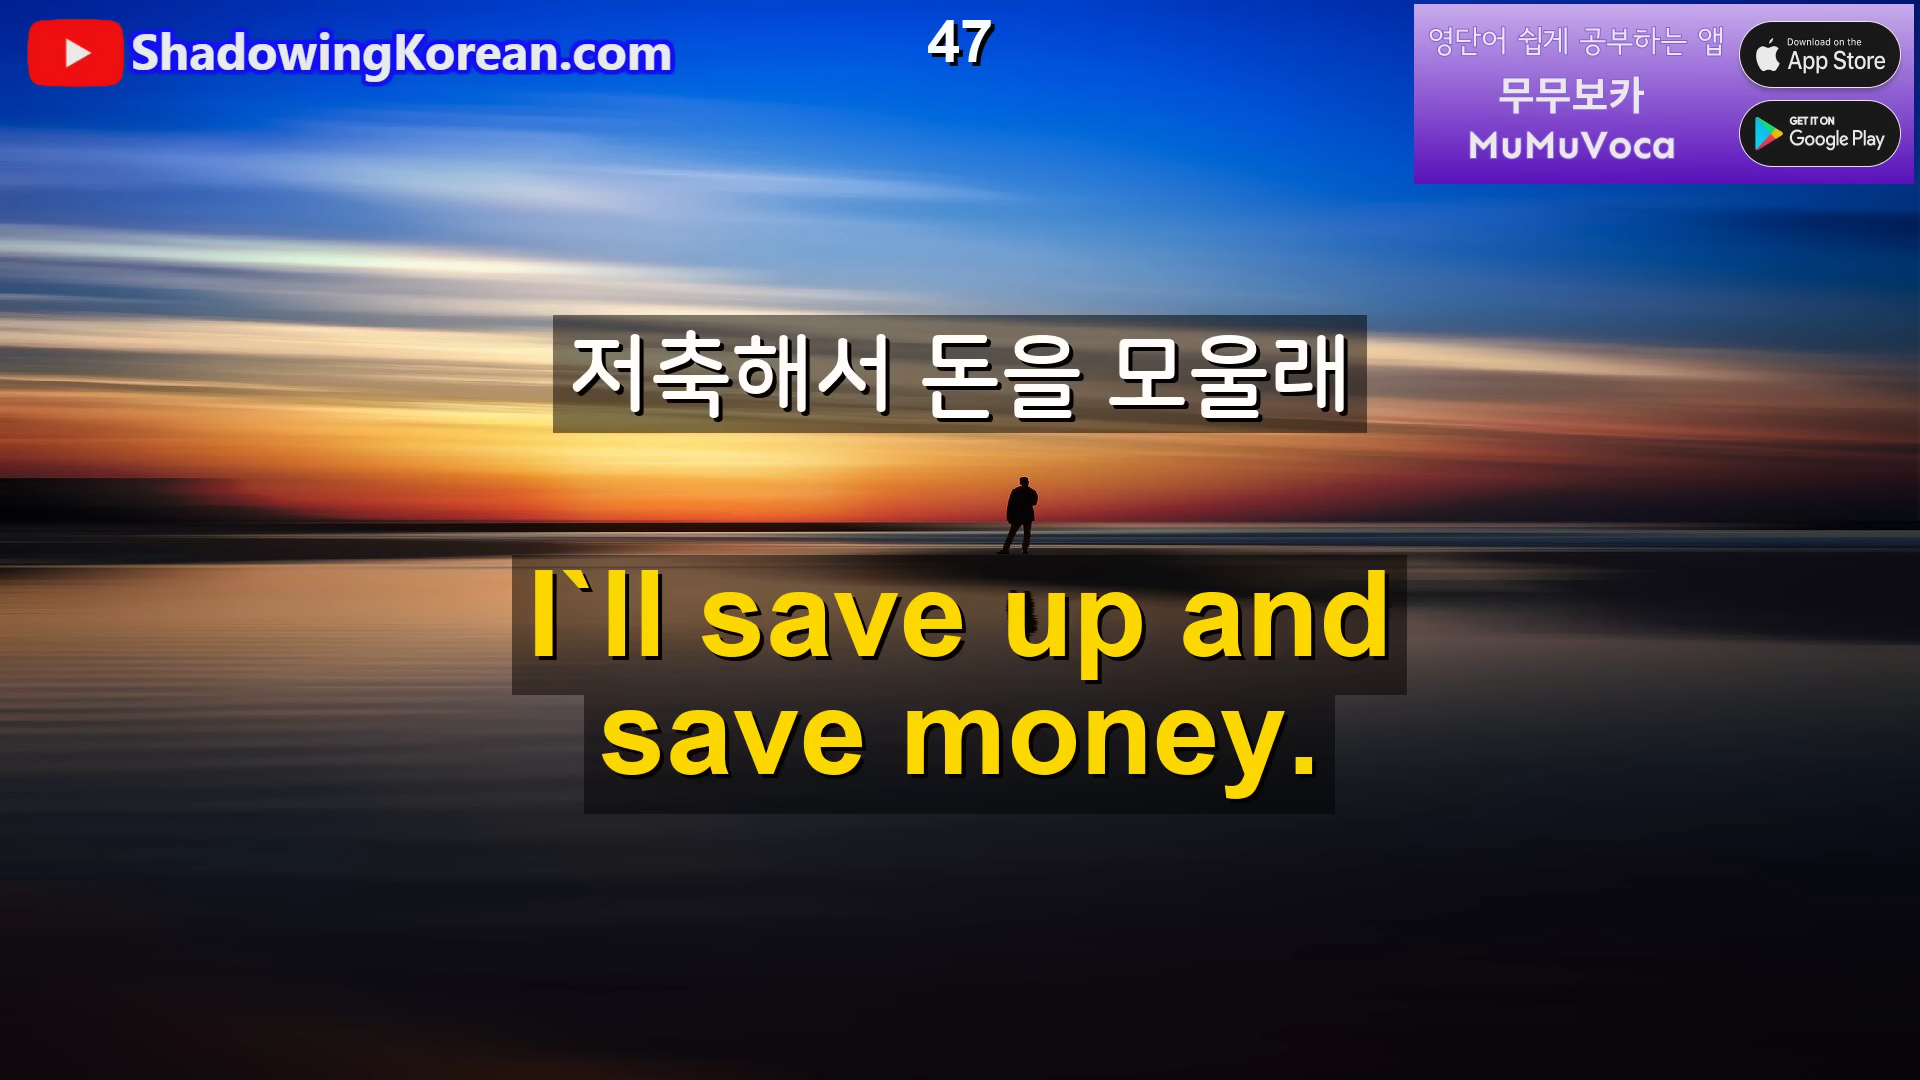 ShadowingKorean.com
47
영단어 쉽게 공부하는 앱
무무보카
MuMuVoca
Download on the
App Store
GET IT ON
Google Play
저축해서 돈을 모울래
I`ll save up and
save money.